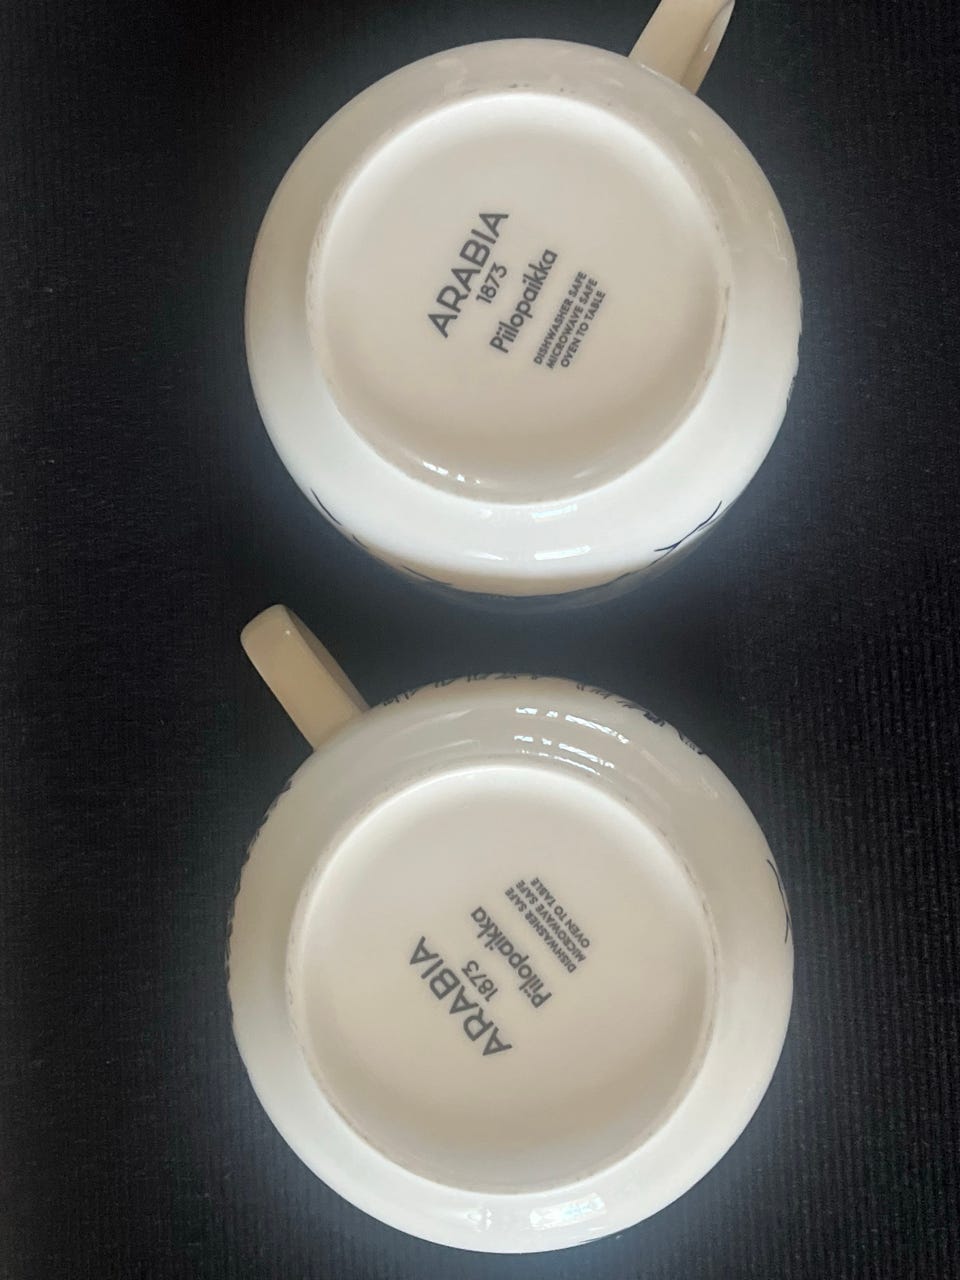 ARABIA
1873
Piilopaikka
DISHWASHER SAFE
MICROWAVE SAFE
OVEN TO TABLE
ARABIA
1873
Piilopaikka
DISHWASHER SAFE
MICROWAVE SAFE
OVEN TO TABLE